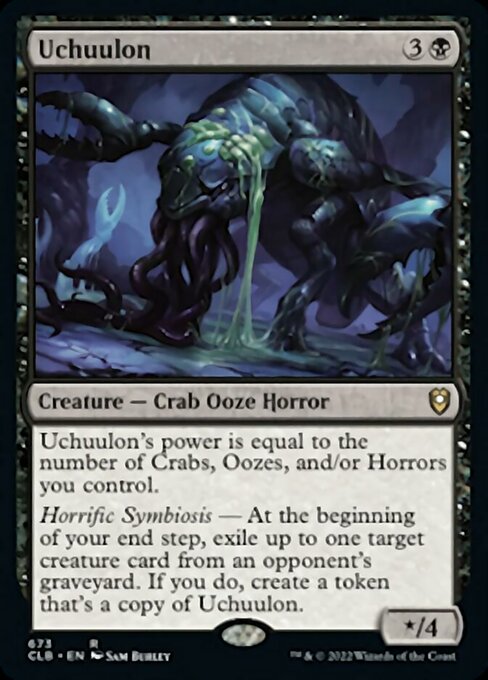 Uchuulon 3
Creature — Crab Ooze Horror
Uchuulon's power is equal to the
number of Crabs, Oozes, and/or Horrors
you control.
Horrific Symbiosis — At the beginning
of your end step, exile up to one target
creature card from an opponent's
graveyard. If you do, create a token
that's a copy of Uchuulon.
*/4
673 R
CLB • EN Sam Burley ™ & © 2022 Wizards of the Coast